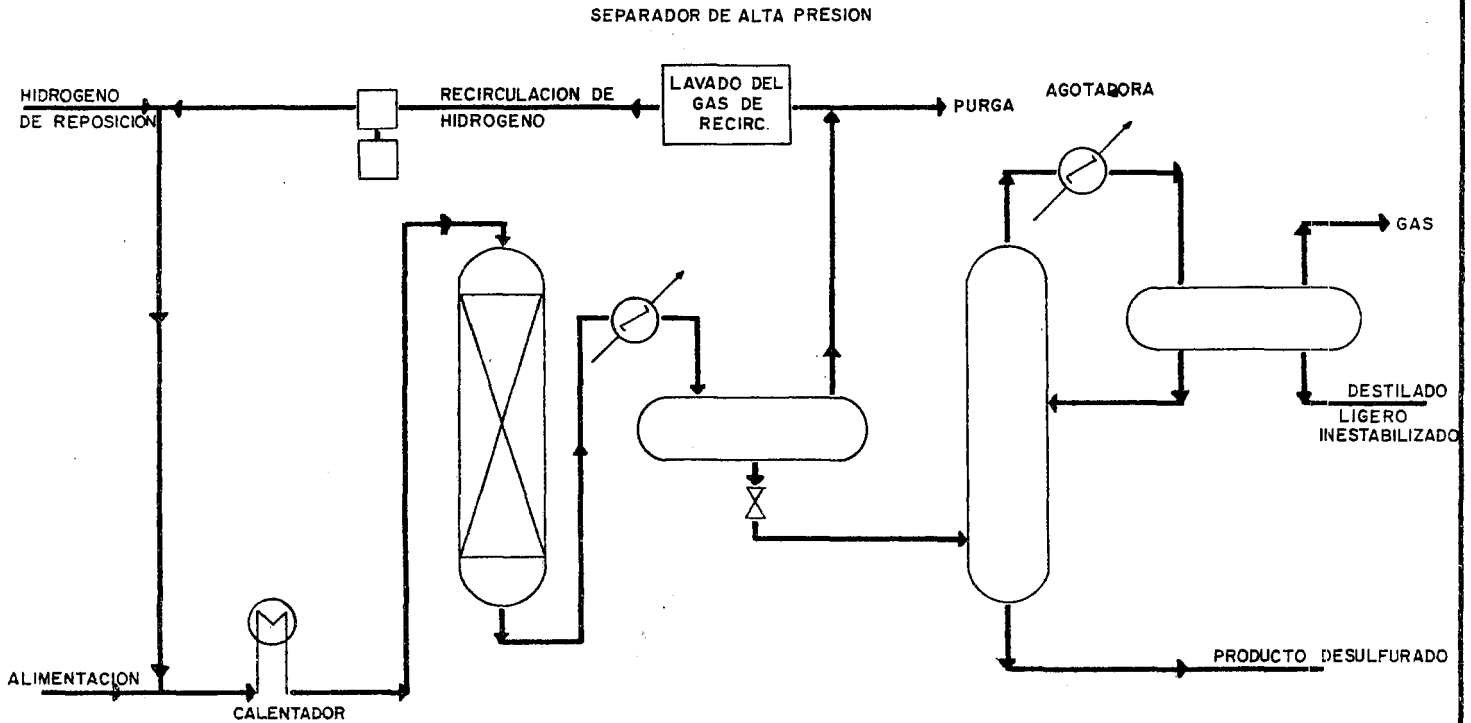 SEPARADOR DE ALTA PRESION
HIDROGENO
DE REPOSICION
RECIRCULACION DE
HIDROGENO
LAVADO DEL
GAS DE
RECIRC.
PURGA
AGOTADORA
GAS
DESTILADO
LIGERO
INESTABILIZADO
PRODUCTO DESULFURADO
ALIMENTACION
CALENTADOR